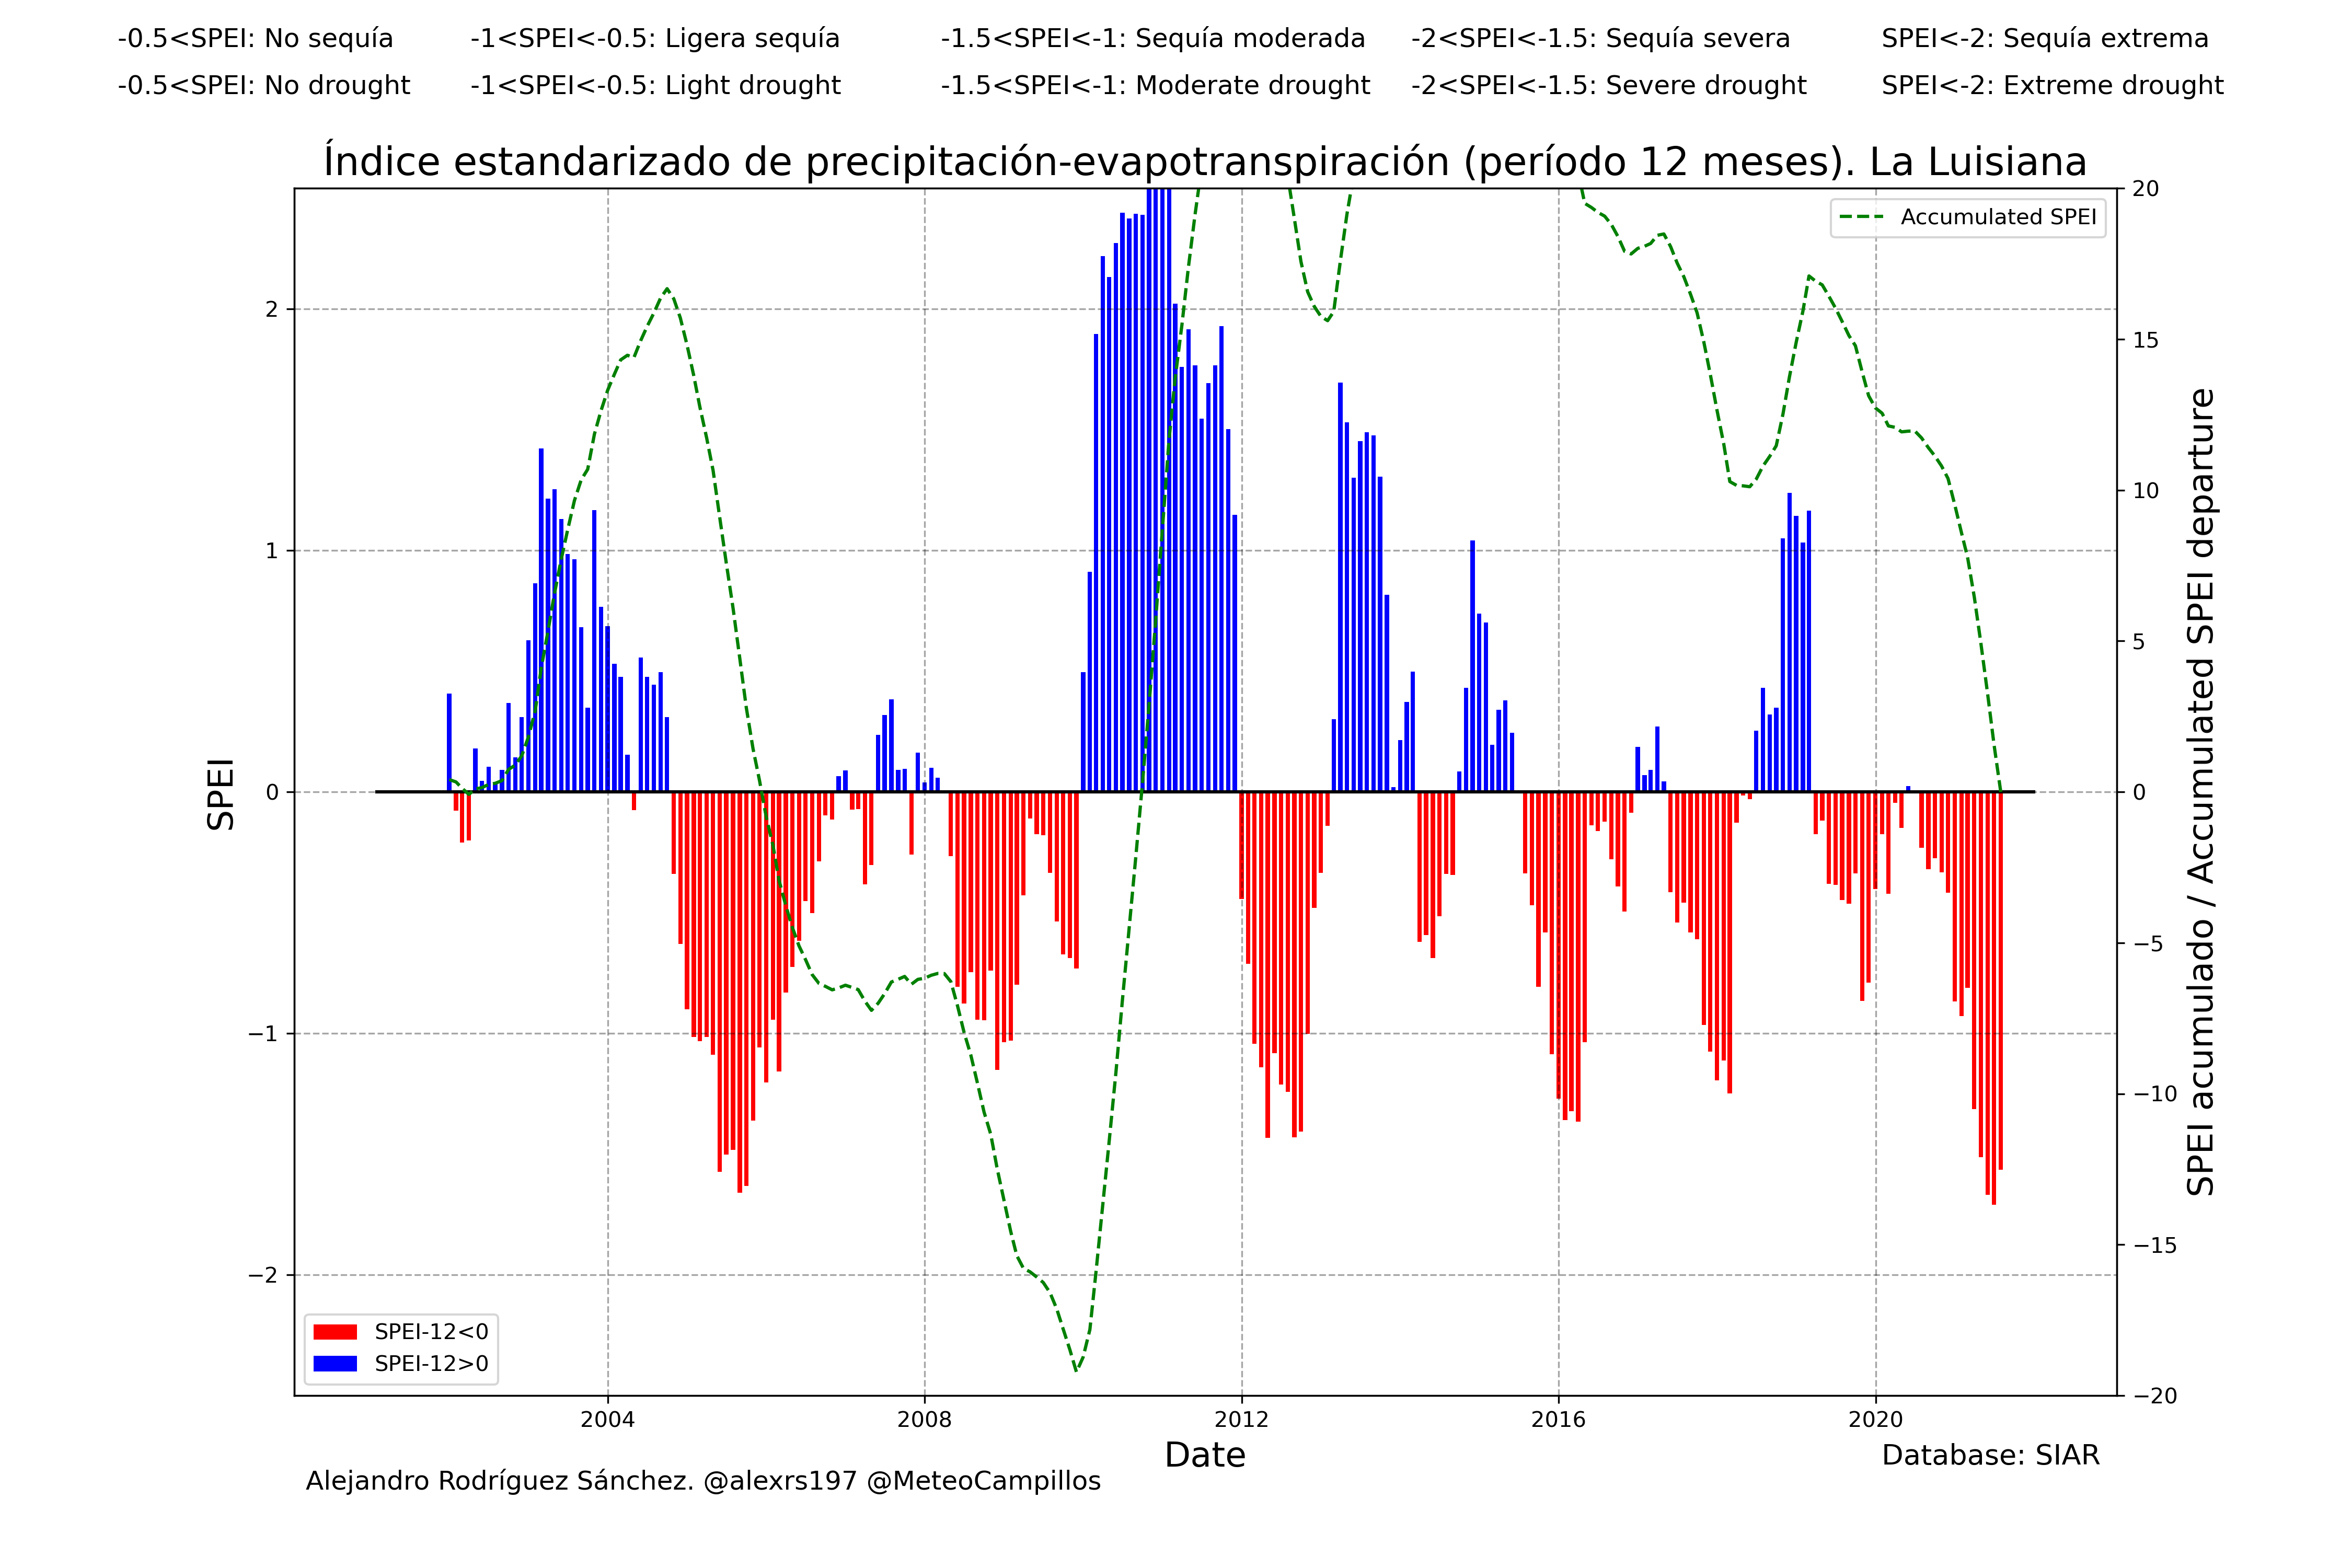 -0.5<SPEI: No sequía -1<SPEI<-0.5: Ligera sequía -1.5<SPEI<-1: Sequía moderada -2<SPEI<-1.5: Sequía severa SPEI<-2: Sequía extrema
-0.5<SPEI: No drought -1<SPEI<-0.5: Light drought -1.5<SPEI<-1: Moderate drought -2<SPEI<-1.5: Severe drought SPEI<-2: Extreme drought
Índice estandarizado de precipitación-evapotranspiración (período 12 meses). La Luisiana
Accumulated SPEI
SPEI
2
1
0
−1
−2
20
15
10
5
0
−5
−10
−15
−20
SPEI acumulado / Accumulated SPEI departure
SPEI-12<0
SPEI-12>0
2004 2008 2012 2016 2020
Date
Database: SIAR
Alejandro Rodríguez Sánchez. @alexrs197 @MeteoCampillos